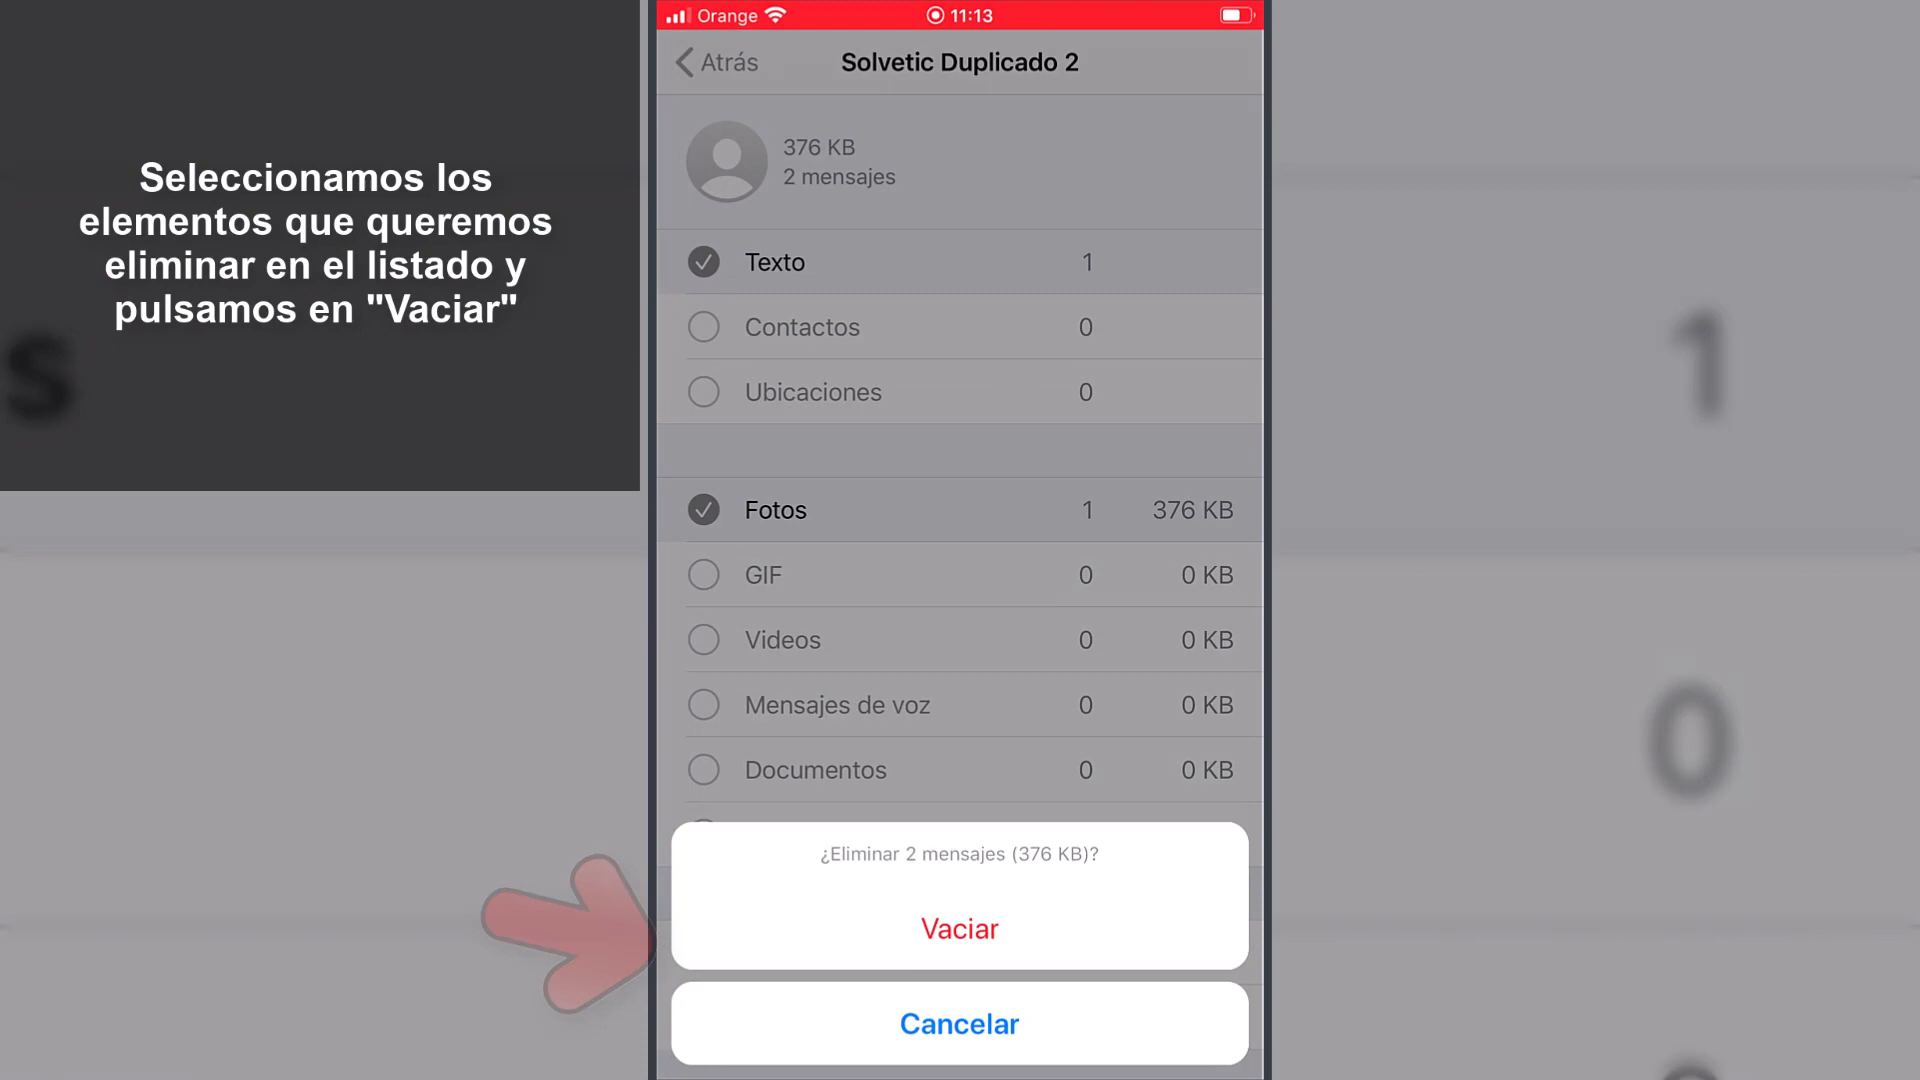 Seleccionamos los
elementos que queremos
eliminar en el listado y
pulsamos en "Vaciar"
Orange 11:13
Atrás Solvetic Duplicado 2
376 KB
2 mensajes
Texto 1
Contactos 0
Ubicaciones 0
Fotos 1 376 KB
GIF 0 0 KB
Videos 0 0 KB
Mensajes de voz 0 0 KB
Documentos 0 0 KB
¿Eliminar 2 mensajes (376 KB)?
Vaciar
Cancelar
s
1
0